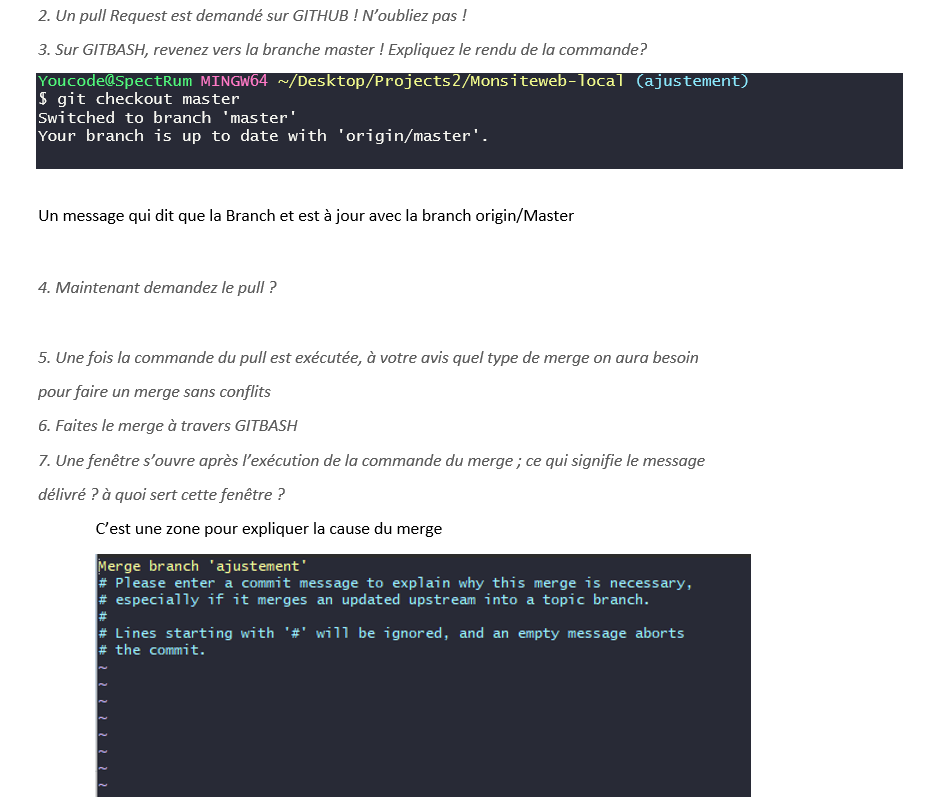 2. Un pull Request est demandé sur GITHUB ! N’oubliez pas !
3. Sur GITBASH, revenez vers la branche master ! Expliquez le rendu de la commande?
Youcode@SpectRum MINGW64 ~/Desktop/Projects2/Monsiteweb-local (ajustement)
$ git checkout master
Switched to branch 'master'
Your branch is up to date with 'origin/master'.
Un message qui dit que la Branch et est à jour avec la branch origin/Master
4. Maintenant demandez le pull ?
5. Une fois la commande du pull est exécutée, à votre avis quel type de merge on aura besoin
pour faire un merge sans conflits
6. Faites le merge à travers GITBASH
7. Une fenêtre s’ouvre après l’exécution de la commande du merge ; ce qui signifie le message
délivré ? à quoi sert cette fenêtre ?
C’est une zone pour expliquer la cause du merge
Merge branch 'ajustement'
# Please enter a commit message to explain why this merge is necessary,
# especially if it merges an updated upstream into a topic branch.
#
# Lines starting with '#' will be ignored, and an empty message aborts
# the commit.
~
~
~
~
~
~
~
~